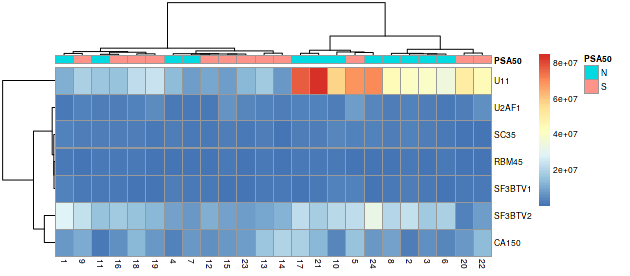 PSA50
U11
U2AF1
SC35
RBM45
SF3BTV1
SF3BTV2
CA150
1 9 11 16 18 19 4 7 12 15 23 13 14 17 21 10 5 24 8 2 3 6 20 22
8e+07
6e+07
4e+07
2e+07
PSA50
N
S